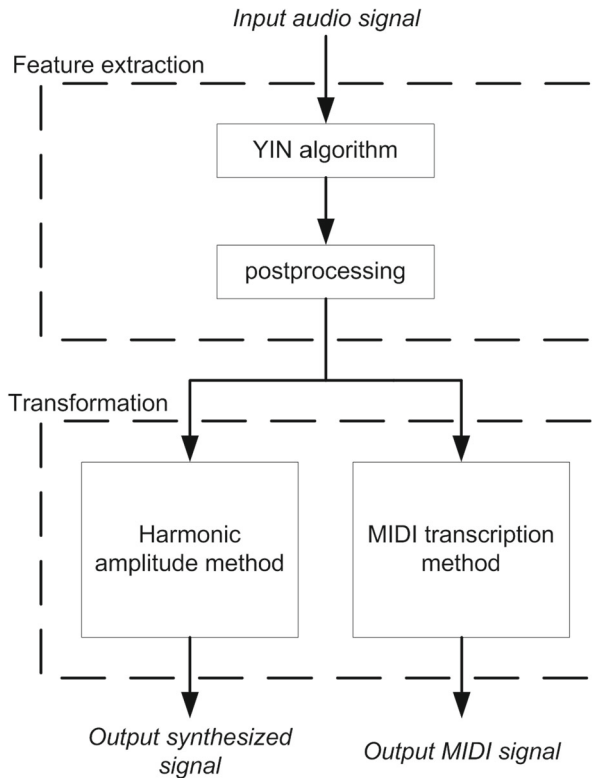 Input audio signal
Feature extraction
YIN algorithm
postprocessing
Transformation
Harmonic
amplitude method
MIDI transcription
method
Output synthesized
signal
Output MIDI signal